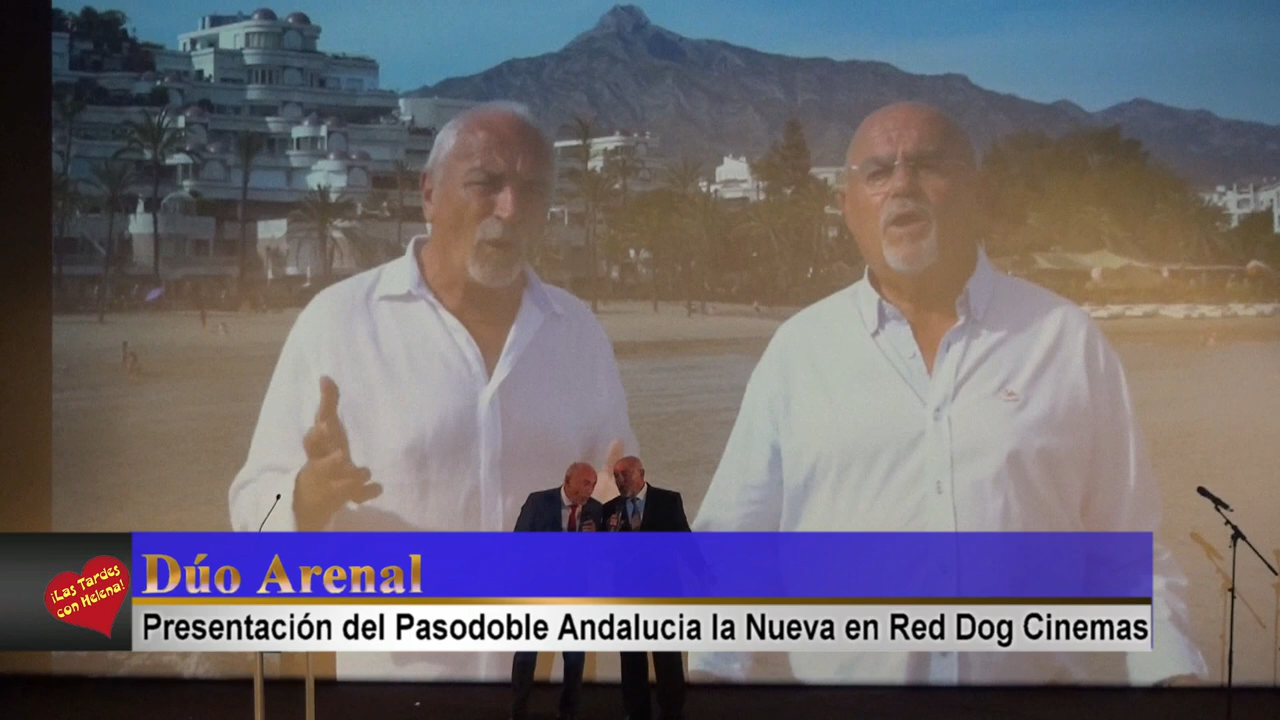 Dúo Arenal
¡Las Tardes
con Helena!
Presentación del Pasodoble Andalucia la Nueva en Red Dog Cinemas